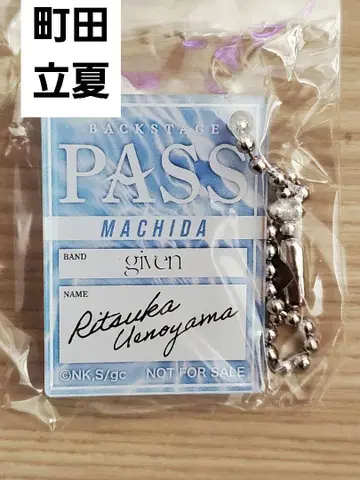 町田
立夏
BACKSTAGE
PASS
MACHIDA
BAND given
NAME
Ritsuka
Uenoyama
©NK,S/gc NOT FOR SALE